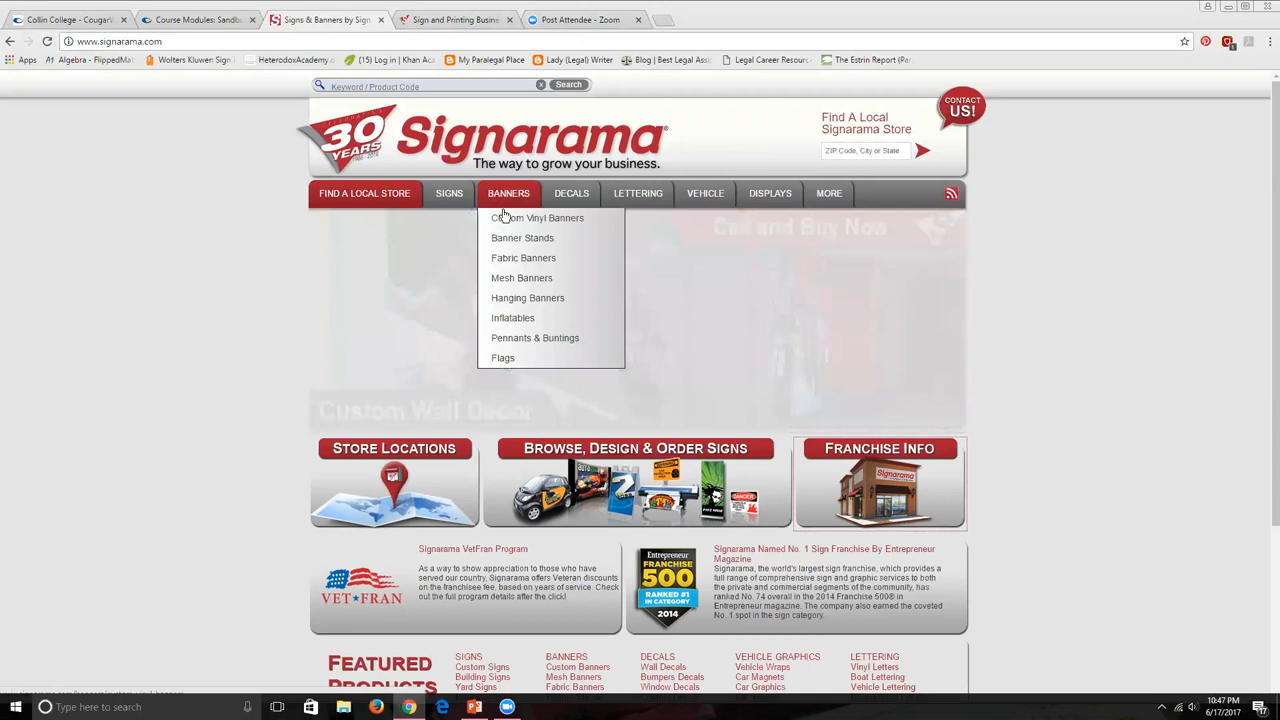 Collin College - CougarW
Course Modules: Sandb
Signs & Banners by Sign
Sign and Printing Busine
Post Attendee - Zoom
www.signarama.com
Apps
Algebra - FlippedMat
Wolters Kluwer: Sign
HeterodoxAcademy.o
(15) Log in | Khan Aca
My Paralegal Place
Lady (Legal) Writer
Blog | Best Legal Assi
Legal Career Resourc
The Estrin Report (Par
Keyword / Product Code
Search
30
YEARS
Signarama
The way to grow your business.
Find A Local
Signarama Store
ZIP Code, City or State
CONTACT
US!
FIND A LOCAL STORE
SIGNS
BANNERS
DECALS
LETTERING
VEHICLE
DISPLAYS
MORE
Custom Vinyl Banners
Banner Stands
Fabric Banners
Mesh Banners
Hanging Banners
Inflatables
Pennants & Buntings
Flags
Call and Buy Now
Custom Wall Decor
STORE LOCATIONS
BROWSE, DESIGN & ORDER SIGNS
FRANCHISE INFO
Signarama
Signarama VetFran Program
As a way to show appreciation to those who have
served our country, Signarama offers Veteran discounts
on the franchisee fee, based on years of service. Check
out the full program details after the click!
VET★FRAN
Entrepreneur
FRANCHISE
500
RANKED #1
IN CATEGORY
2014
Signarama Named No. 1 Sign Franchise By Entrepreneur
Magazine
Signarama, the world's largest sign franchise, which provides a
full range of comprehensive sign and graphic services to both
the private and commercial segments of the community, has
ranked No. 74 overall in the 2014 Franchise 500® in
Entrepreneur magazine. The company also earned the coveted
No. 1 spot in the sign category.
FEATURED
PRODUCTS
SIGNS
Custom Signs
Building Signs
Yard Signs
BANNERS
Custom Banners
Mesh Banners
Fabric Banners
DECALS
Wall Decals
Bumpers Decals
Window Decals
VEHICLE GRAPHICS
Vehicle Wraps
Car Magnets
Car Graphics
LETTERING
Vinyl Letters
Boat Lettering
Vehicle Lettering
Type here to search
10:47 PM
6/17/2017